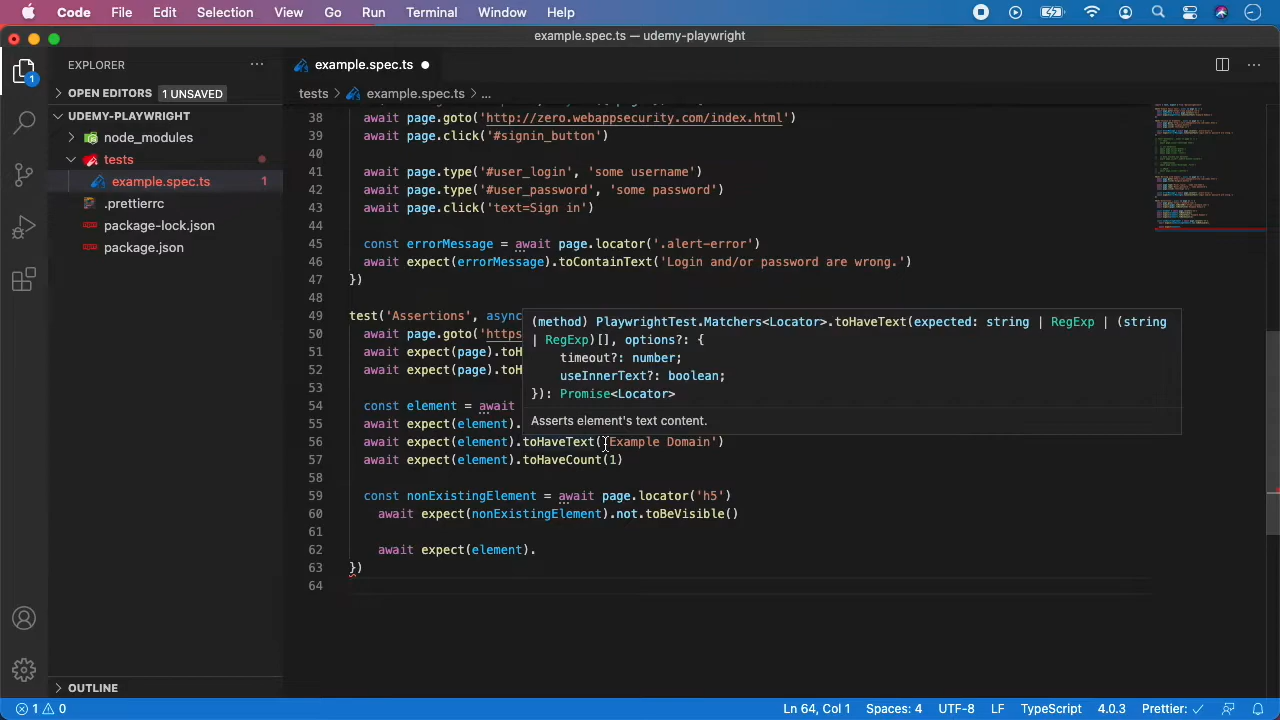 Code File Edit Selection View Go Run Terminal Window Help
example.spec.ts — udemy-playwright
EXPLORER
example.spec.ts
OPEN EDITORS 1 UNSAVED
tests > example.spec.ts > ...
UDEMY-PLAYWRIGHT
node_modules
tests
example.spec.ts 1
.prettierrc
package-lock.json
package.json
38 await page.goto('http://zero.webappsecurity.com/index.html')
39 await page.click('#signin_button')
40
41 await page.type('#user_login', 'some username')
42 await page.type('#user_password', 'some password')
43 await page.click('text=Sign in')
44
45 const errorMessage = await page.locator('.alert-error')
46 await expect(errorMessage).toContainText('Login and/or password are wrong.')
47 })
48
49 test('Assertions', async
50 await page.goto('https
51 await expect(page).toH
52 await expect(page).toH
53
54 const element = await
55 await expect(element).
56 await expect(element).toHaveText('Example Domain')
57 await expect(element).toHaveCount(1)
58
59 const nonExistingElement = await page.locator('h5')
60 await expect(nonExistingElement).not.toBeVisible()
61
62 await expect(element).
63 })
64
(method) PlaywrightTest.Matchers<Locator>.toHaveText(expected: string | RegExp | (string
| RegExp)[], options?: {
timeout?: number;
useInnerText?: boolean;
}): Promise<Locator>
Asserts element's text content.
OUTLINE
1 0 Ln 64, Col 1 Spaces: 4 UTF-8 LF TypeScript 4.0.3 Prettier: ✓